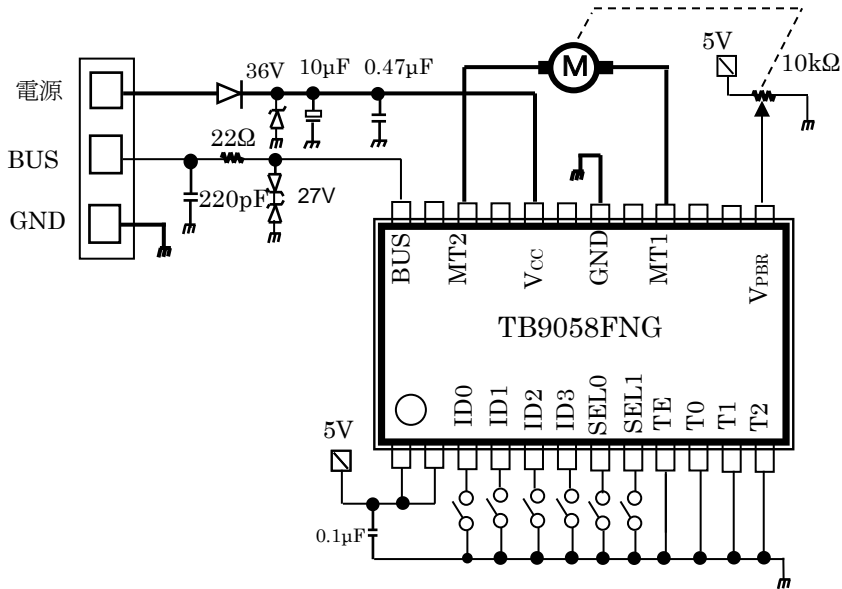 電源
BUS
GND
36V
10μF
0.47μF
22Ω
220pF
27V
M
5V
10kΩ
BUS
MT2
VCC
GND
MT1
VPBR
TB9058FNG
ID0
ID1
ID2
ID3
SEL0
SEL1
TE
T0
T1
T2
5V
0.1μF